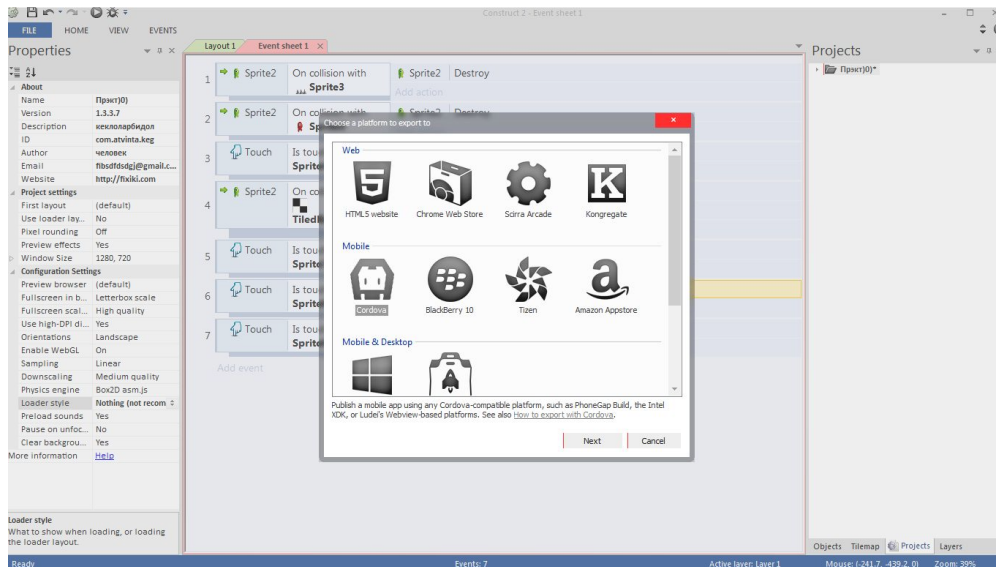 Construct 2 - Event sheet 1
FILE HOME VIEW EVENTS
Properties
About
Name Прэкт)0)
Version 1.3.3.7
Description кеклоларбидол
ID com.atvinta.keg
Author человек
Email fibsdfdsdgj@gmail.c...
Website http://fixiki.com
Project settings
First layout (default)
Use loader lay... No
Pixel rounding Off
Preview effects Yes
Window Size 1280, 720
Configuration Settings
Preview browser (default)
Fullscreen in b... Letterbox scale
Fullscreen scal... High quality
Use high-DPI di... Yes
Orientations Landscape
Enable WebGL On
Sampling Linear
Downscaling Medium quality
Physics engine Box2D asm.js
Loader style Nothing (not recom
Preload sounds Yes
Pause on unfoc... No
Clear backgrou... Yes
More information Help
Loader style
What to show when loading, or loading
the loader layout.
Layout 1 Event sheet 1
1 Sprite2 On collision with Sprite2 Destroy
Sprite3 Add action
2 Sprite2 On collision with Sprite2 Destroy
Sp
3 Touch Is tou
Sprite
4 Sprite2 On col
Tiled
5 Touch Is tou
Sprite
6 Touch Is tou
Sprite
7 Touch Is tou
Sprite
Add event
Choose a platform to export to
Web
HTML5 website Chrome Web Store Scirra Arcade Kongregate
Mobile
Cordova BlackBerry 10 Tizen Amazon Appstore
Mobile & Desktop
Publish a mobile app using any Cordova-compatible platform, such as PhoneGap Build, the Intel
XDK, or Ludei's Webview-based platforms. See also How to export with Cordova.
Next Cancel
Projects
Прэкт)0)*
Objects Tilemap Projects Layers
Ready Events: 7 Active layer: Layer 1 Mouse: (-241.7, -439.2, 0) Zoom: 39%